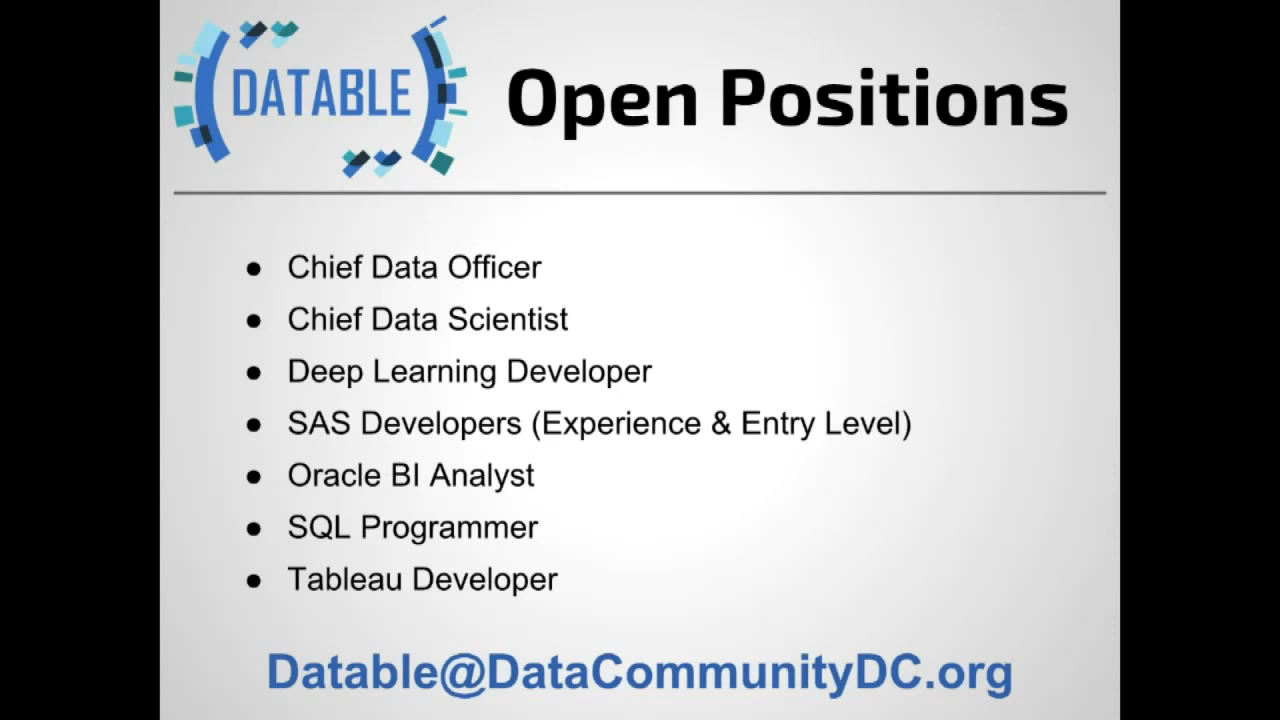 DATABLE
Open Positions
● Chief Data Officer
● Chief Data Scientist
● Deep Learning Developer
● SAS Developers (Experience & Entry Level)
● Oracle BI Analyst
● SQL Programmer
● Tableau Developer
Datable@DataCommunityDC.org